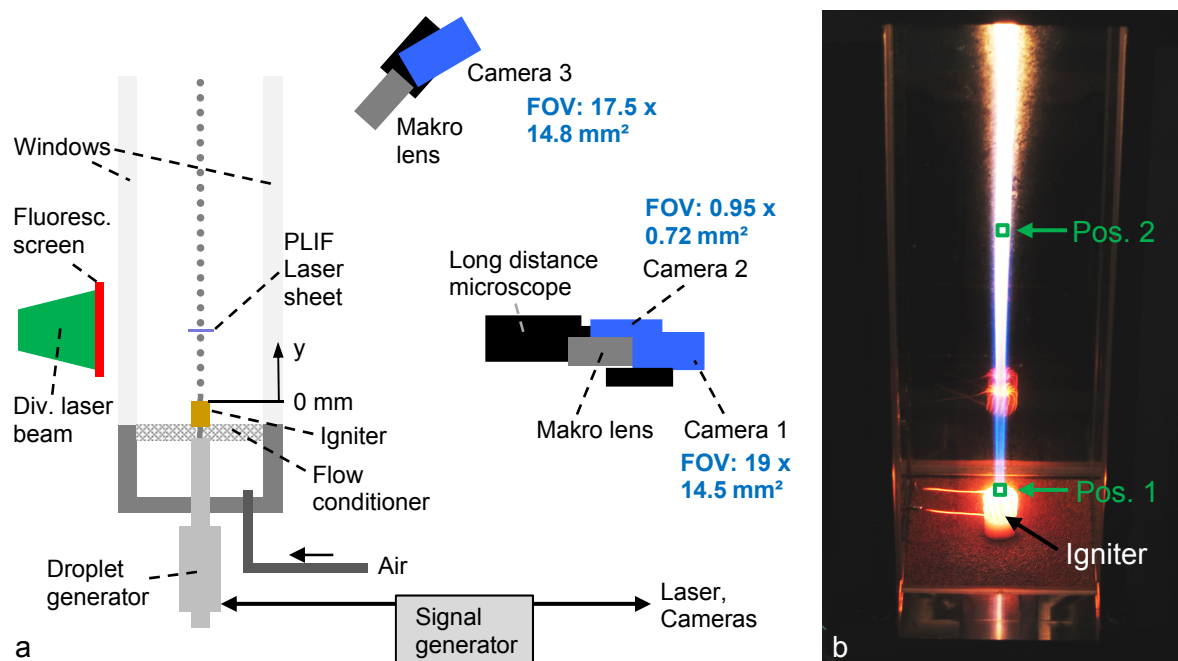 Camera 3
FOV: 17.5 x
14.8 mm²
Makro
lens
Windows
Fluoresc.
screen
PLIF
Laser
sheet
FOV: 0.95 x
0.72 mm²
Long distance
microscope
Camera 2
y
0 mm
Div. laser
beam
Igniter
Flow
conditioner
Makro lens
Camera 1
FOV: 19 x
14.5 mm²
Air
Droplet
generator
Signal
generator
Laser,
Cameras
a
Pos. 2
Pos. 1
Igniter
b